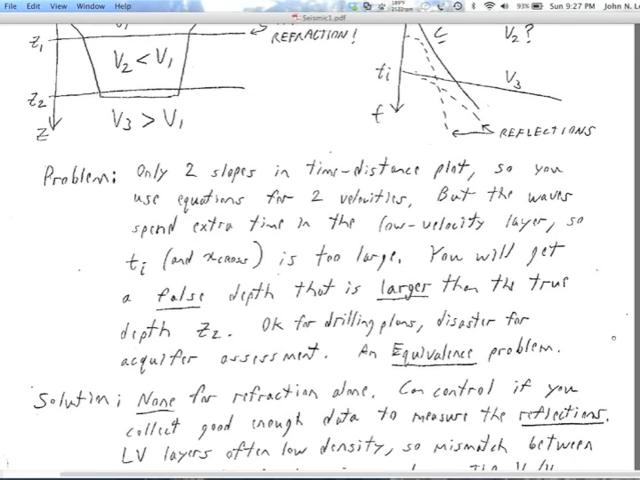 File Edit View Window Help
93% Sun 9:27 PM John N. L
Seismic1.pdf
Z1
REFRACTION!
V2 < V1
Z2
V3 > V1
Z
V2?
ti
V3
t
REFLECTIONS
Problem: Only 2 slopes in time-distance plot, so you
use equations for 2 velocities. But the waves
spend extra time in the low-velocity layer, so
ti (and xcross) is too large. You will get
a false depth that is larger than the true
depth Z2. OK for drilling plans, disaster for
acquifer assessment. An Equivalence problem.
Solution: None for refraction alone. Can control if you
collect good enough data to measure the reflections.
LV layers often low density, so mismatch between